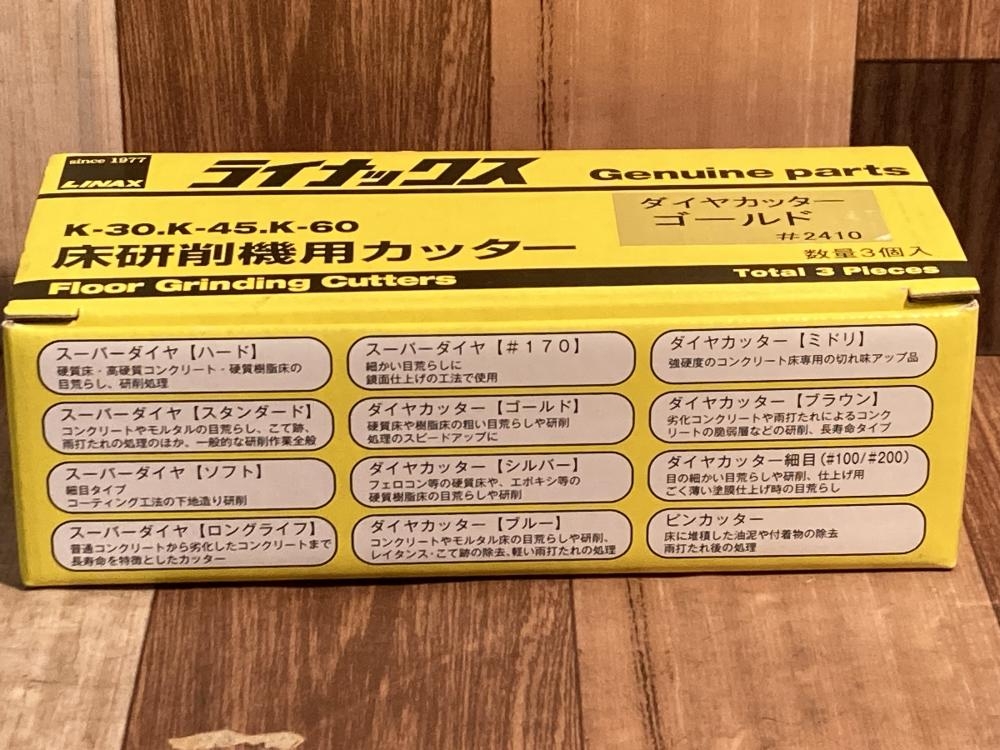 since 1977
LINAX
ライナックス
Genuine parts
K-30.K-45.K-60
床研削機用カッター
Floor Grinding Cutters
ダイヤカッター
ゴールド
#2410
数量3個入
Total 3 Pieces
スーパーダイヤ【ハード】
硬質床・高硬質コンクリート・硬質樹脂床の
目荒らし、研削処理
スーパーダイヤ【スタンダード】
コンクリートやモルタルの目荒らし、こて跡、
雨打たれの処理のほか、一般的な研削作業全般
スーパーダイヤ【ソフト】
細目タイプ
コーティング工法の下地造り研削
スーパーダイヤ【ロングライフ】
普通コンクリートから劣化したコンクリートまで
長寿命を特徴としたカッター
スーパーダイヤ【#170】
細かい目荒らしに
鏡面仕上げの工法で使用
ダイヤカッター【ゴールド】
硬質床や樹脂床の粗い目荒らしや研削
処理のスピードアップに
ダイヤカッター【シルバー】
フェロコン等の硬質床や、エポキシ等の
硬質樹脂床の目荒らしや研削
ダイヤカッター【ブルー】
コンクリートやモルタル床の目荒らしや研削、
レイタンス・こて跡の除去、軽い雨打たれの処理
ダイヤカッター【ミドリ】
強硬度のコンクリート床専用の切れ味アップ品
ダイヤカッター【ブラウン】
劣化コンクリートや雨打たれによるコンク
リートの脆弱層などの研削、長寿命タイプ
ダイヤカッター細目(#100/#200)
目の細かい目荒らしや研削、仕上げ用
ごく薄い塗膜仕上げ時の目荒らし
ピンカッター
床に堆積した油泥や付着物の除去
雨打たれ後の処理